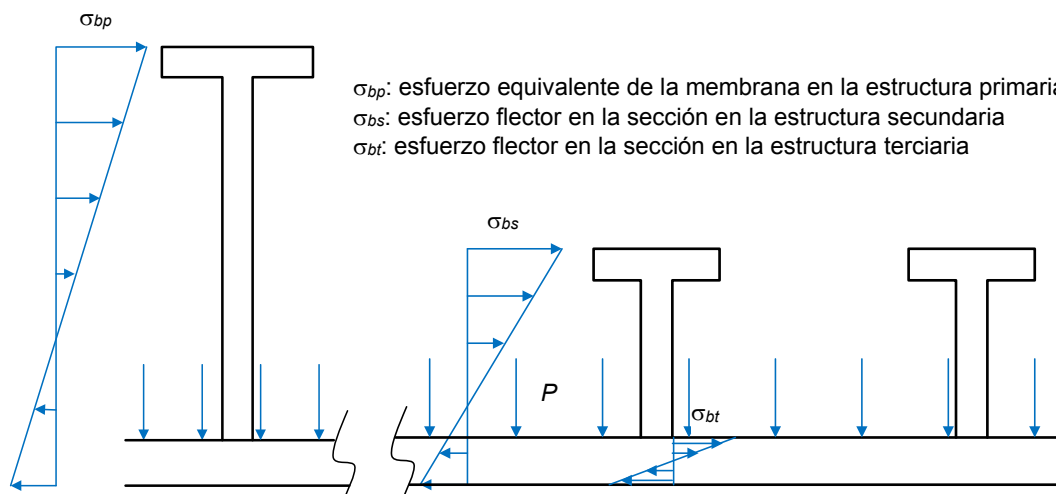 σbp
σbp: esfuerzo equivalente de la membrana en la estructura primaria
σbs: esfuerzo flector en la sección en la estructura secundaria
σbt: esfuerzo flector en la sección en la estructura terciaria
σbs
P
σbt